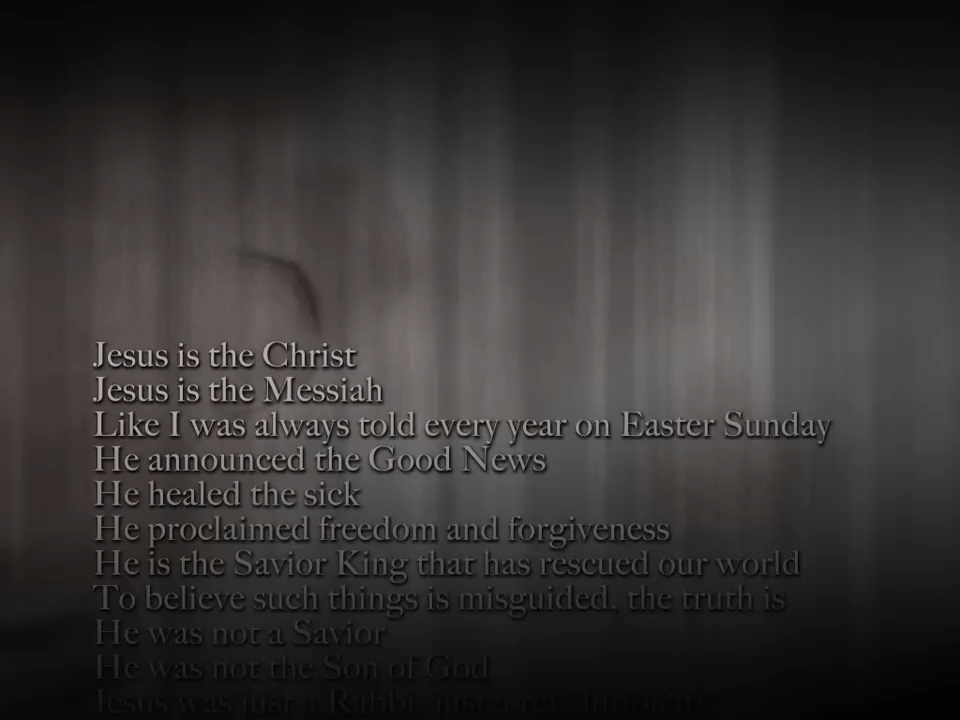 Jesus is the Christ
Jesus is the Messiah
Like I was always told every year on Easter Sunday
He announced the Good News
He healed the sick
He proclaimed freedom and forgiveness
He is the Savior King that has rescued our world
To believe such things is misguided, the truth is
He was not a Savior
He was not the Son of God
Jesus was just a Rabbi, just a revolutionary